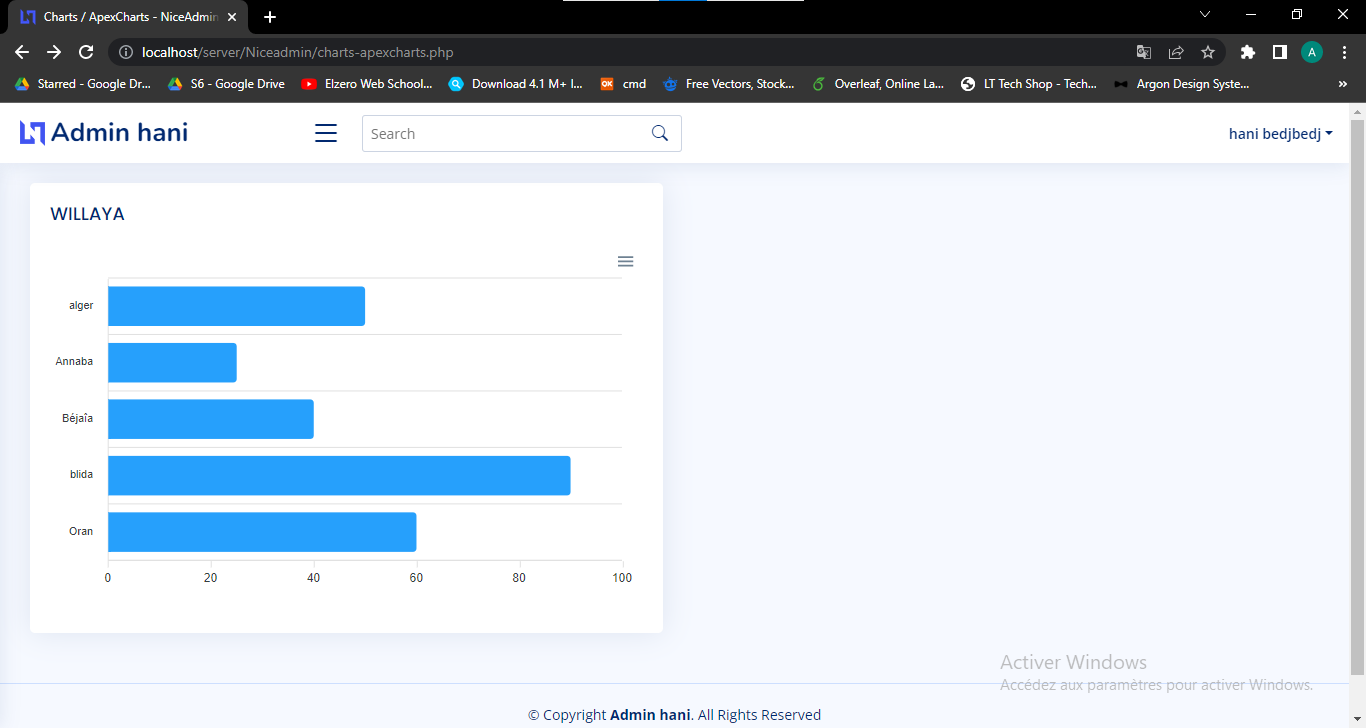 Charts / ApexCharts - NiceAdmin
localhost/server/Niceadmin/charts-apexcharts.php
A
Starred - Google Dr... S6 - Google Drive Elzero Web School... Download 4.1 M+ I... cmd Free Vectors, Stock... Overleaf, Online La... LT Tech Shop - Tech... Argon Design Syste... »
Admin hani Search hani bedjbedj
WILLAYA
alger
Annaba
Béjaîa
blida
Oran
0 20 40 60 80 100
Activer Windows
Accédez aux paramètres pour activer Windows.
© Copyright Admin hani. All Rights Reserved